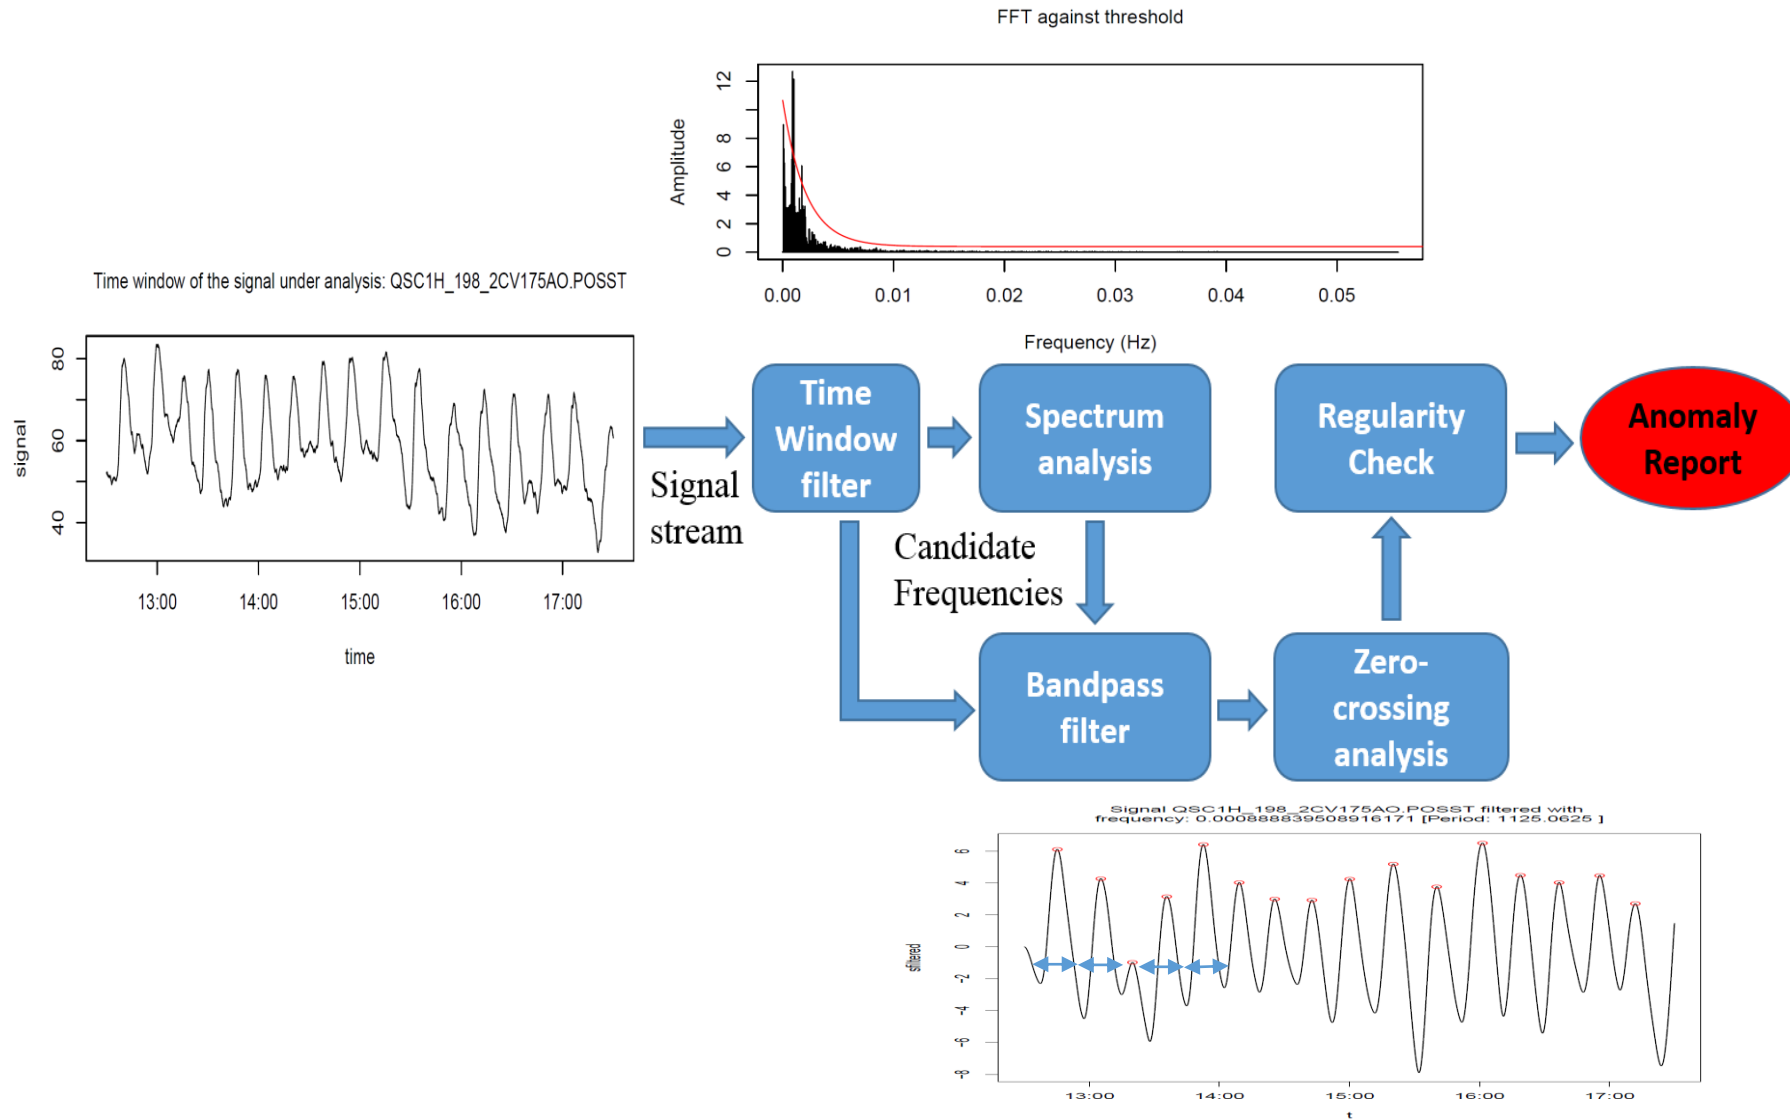 FFT against threshold
12
8
6
4
2
0
Amplitude
0.00
0.01
0.02
0.03
0.04
0.05
Frequency (Hz)
Time window of the signal under analysis: QSC1H_198_2CV175AO.POSST
80
60
40
signal
13:00
14:00
15:00
16:00
17:00
time
Signal
stream
Time
Window
filter
Spectrum
analysis
Regularity
Check
Anomaly
Report
Candidate
Frequencies
Bandpass
filter
Zero-
crossing
analysis
Signal QSC1H_198_2CV175AO.POSST filtered with
frequency: 0.000888839508916171 [Period: 1125.0625 ]
6
4
2
0
-2
-4
-6
-8
sfiltered
13:00
14:00
15:00
16:00
17:00
t